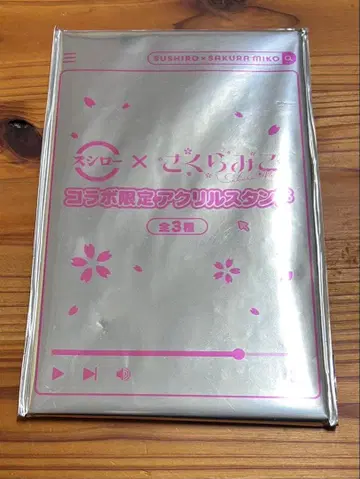 SUSHIRO × SAKURA MIKO
スシロー × さくらみこ
コラボ限定アクリルスタンド
全3種